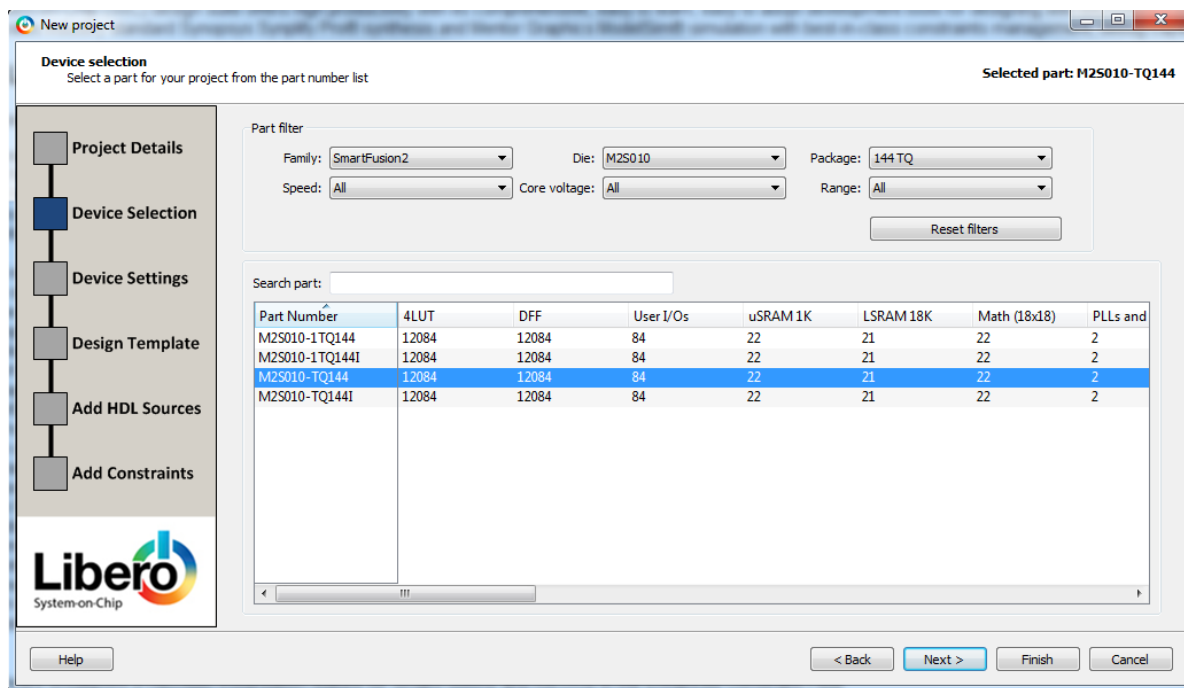 New project
Device selection
Select a part for your project from the part number list
Selected part: M2S010-TQ144
Project Details
Device Selection
Device Settings
Design Template
Add HDL Sources
Add Constraints
Libero
System-on-Chip
Part filter
Family: SmartFusion2 Die: M2S010 Package: 144 TQ
Speed: All Core voltage: All Range: All
Reset filters
Search part:
Part Number 4LUT DFF User I/Os uSRAM 1K LSRAM 18K Math (18x18) PLLs and
M2S010-1TQ144 12084 12084 84 22 21 22 2
M2S010-1TQ144I 12084 12084 84 22 21 22 2
M2S010-TQ144 12084 12084 84 22 21 22 2
M2S010-TQ144I 12084 12084 84 22 21 22 2
Help < Back Next > Finish Cancel